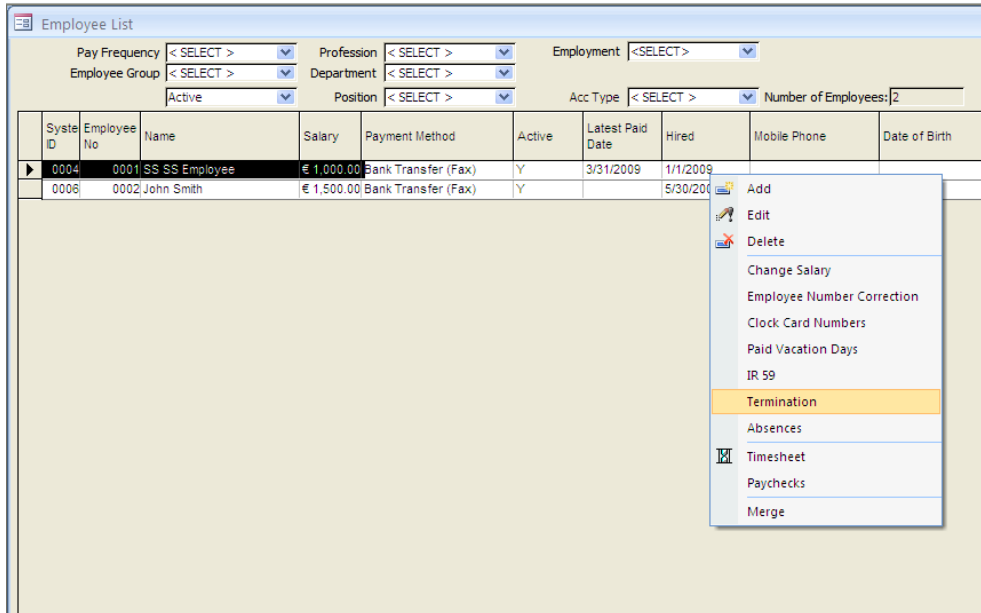 Employee List
Pay Frequency < SELECT > Profession < SELECT > Employment <SELECT>
Employee Group < SELECT > Department < SELECT >
Active Position < SELECT > Acc Type < SELECT > Number of Employees: 2
Syste ID Employee No Name Salary Payment Method Active Latest Paid Date Hired Mobile Phone Date of Birth
0004 0001 SS SS Employee € 1,000.00 Bank Transfer (Fax) Y 3/31/2009 1/1/2009
0006 0002 John Smith € 1,500.00 Bank Transfer (Fax) Y 5/30/200
Add
Edit
Delete
Change Salary
Employee Number Correction
Clock Card Numbers
Paid Vacation Days
IR 59
Termination
Absences
Timesheet
Paychecks
Merge